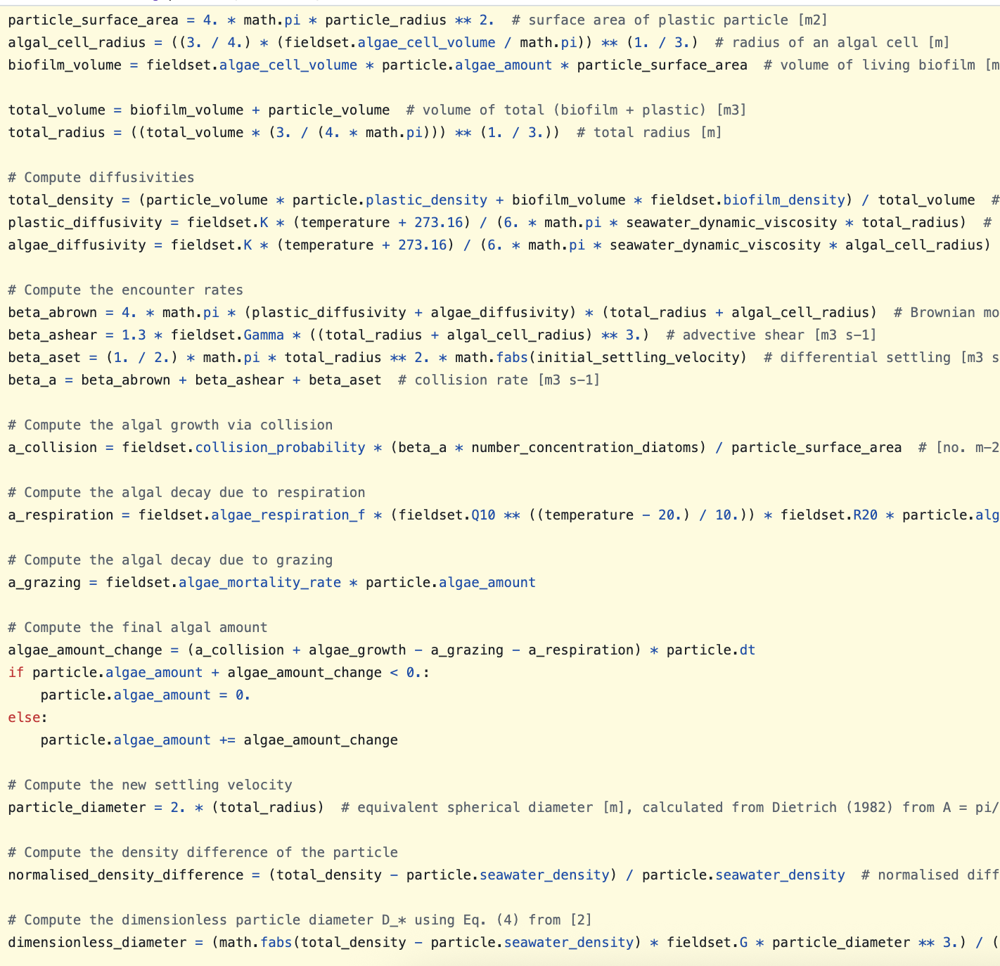 particle_surface_area = 4. * math.pi * particle_radius ** 2.  # surface area of plastic particle [m2]
algal_cell_radius = ((3. / 4.) * (fieldset.algae_cell_volume / math.pi)) ** (1. / 3.)  # radius of an algal cell [m]
biofilm_volume = fieldset.algae_cell_volume * particle.algae_amount * particle_surface_area  # volume of living biofilm [m
total_volume = biofilm_volume + particle_volume  # volume of total (biofilm + plastic) [m3]
total_radius = ((total_volume * (3. / (4. * math.pi))) ** (1. / 3.))  # total radius [m]
# Compute diffusivities
total_density = (particle_volume * particle.plastic_density + biofilm_volume * fieldset.biofilm_density) / total_volume  #
plastic_diffusivity = fieldset.K * (temperature + 273.16) / (6. * math.pi * seawater_dynamic_viscosity * total_radius)  #
algae_diffusivity = fieldset.K * (temperature + 273.16) / (6. * math.pi * seawater_dynamic_viscosity * algal_cell_radius)
# Compute the encounter rates
beta_abrown = 4. * math.pi * (plastic_diffusivity + algae_diffusivity) * (total_radius + algal_cell_radius)  # Brownian mo
beta_ashear = 1.3 * fieldset.Gamma * ((total_radius + algal_cell_radius) ** 3.)  # advective shear [m3 s-1]
beta_aset = (1. / 2.) * math.pi * total_radius ** 2. * math.fabs(initial_settling_velocity)  # differential settling [m3 s
beta_a = beta_abrown + beta_ashear + beta_aset  # collision rate [m3 s-1]
# Compute the algal growth via collision
a_collision = fieldset.collision_probability * (beta_a * number_concentration_diatoms) / particle_surface_area  # [no. m-2
# Compute the algal decay due to respiration
a_respiration = fieldset.algae_respiration_f * (fieldset.Q10 ** ((temperature - 20.) / 10.)) * fieldset.R20 * particle.alg
# Compute the algal decay due to grazing
a_grazing = fieldset.algae_mortality_rate * particle.algae_amount
# Compute the final algal amount
algae_amount_change = (a_collision + algae_growth - a_grazing - a_respiration) * particle.dt
if particle.algae_amount + algae_amount_change < 0.:
    particle.algae_amount = 0.
else:
    particle.algae_amount += algae_amount_change
# Compute the new settling velocity
particle_diameter = 2. * (total_radius)  # equivalent spherical diameter [m], calculated from Dietrich (1982) from A = pi/
# Compute the density difference of the particle
normalised_density_difference = (total_density - particle.seawater_density) / particle.seawater_density  # normalised diff
# Compute the dimensionless particle diameter D_* using Eq. (4) from [2]
dimensionless_diameter = (math.fabs(total_density - particle.seawater_density) * fieldset.G * particle_diameter ** 3.) / (